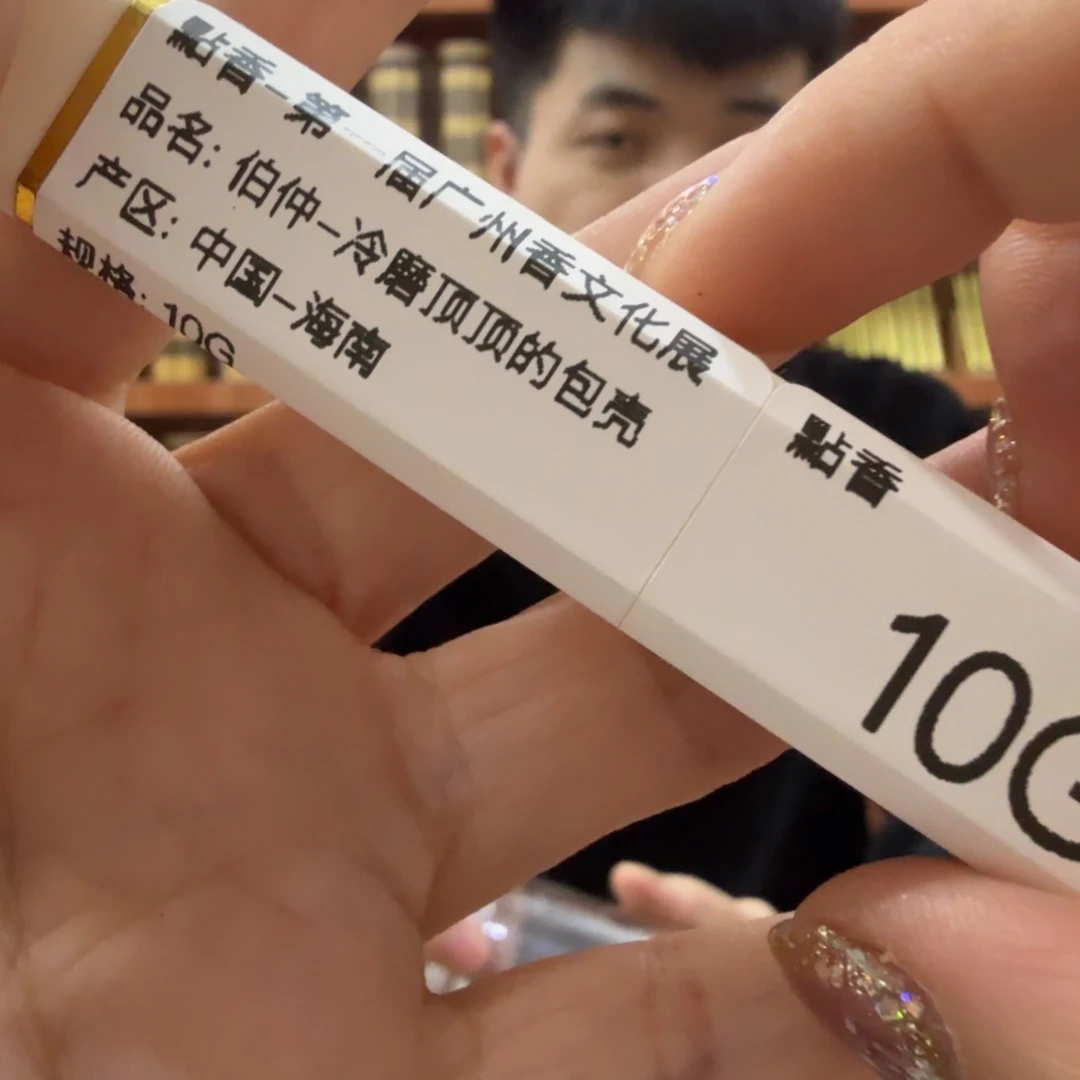 點香-第 届广州香文化展
品名: 伯仲-冷磨顶顶的包壳
产区: 中国-海南
规格: 10G
點香
10G